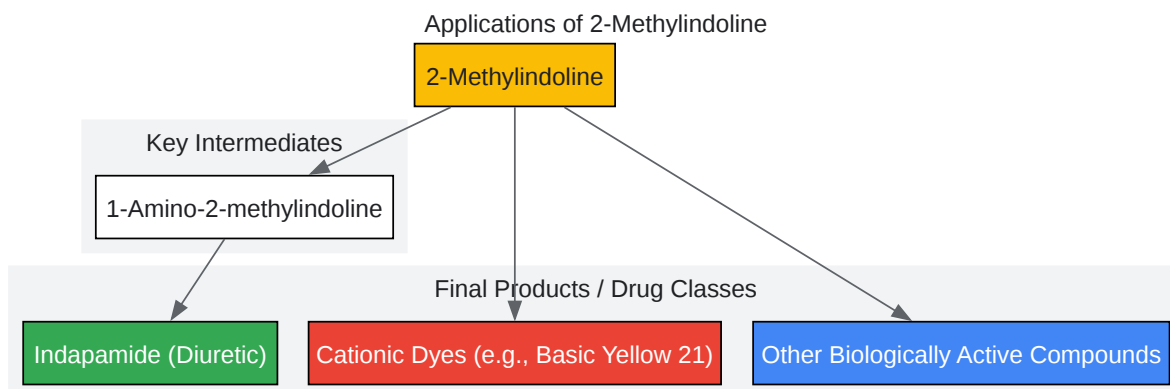 Applications of 2-Methylindoline
2-Methylindoline
Key Intermediates
1-Amino-2-methylindoline
Final Products / Drug Classes
Indapamide (Diuretic)
Cationic Dyes (e.g., Basic Yellow 21)
Other Biologically Active Compounds